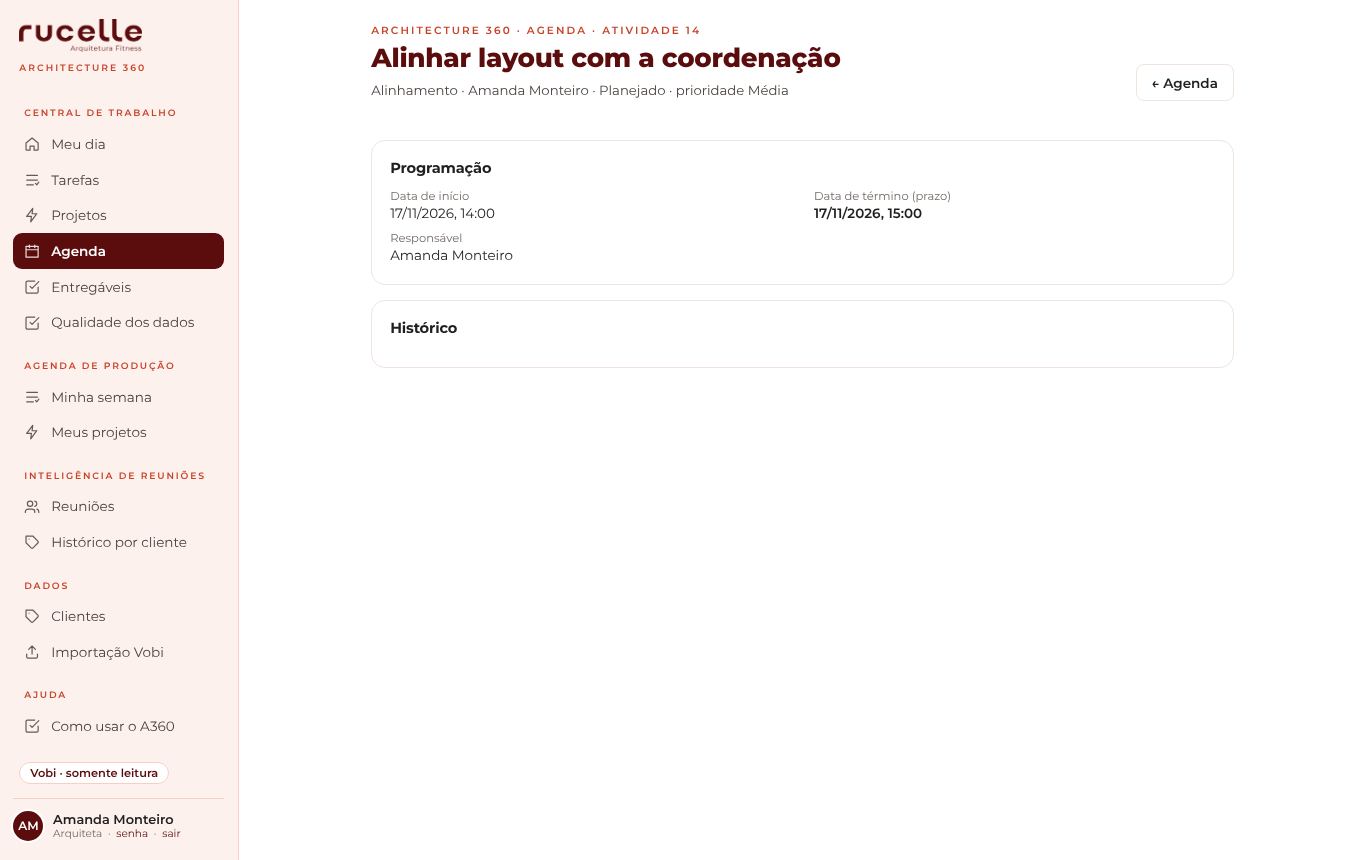 rucelle
Arquitetura Fitness
ARCHITECTURE 360
CENTRAL DE TRABALHO
Meu dia
Tarefas
Projetos
Agenda
Entregáveis
Qualidade dos dados
AGENDA DE PRODUÇÃO
Minha semana
Meus projetos
INTELIGÊNCIA DE REUNIÕES
Reuniões
Histórico por cliente
DADOS
Clientes
Importação Vobi
AJUDA
Como usar o A360
Vobi · somente leitura
AM
Amanda Monteiro
Arquiteta · senha · sair
ARCHITECTURE 360 · AGENDA · ATIVIDADE 14
Alinhar layout com a coordenação
Alinhamento · Amanda Monteiro · Planejado · prioridade Média
← Agenda
Programação
Data de início
17/11/2026, 14:00
Data de término (prazo)
17/11/2026, 15:00
Responsável
Amanda Monteiro
Histórico